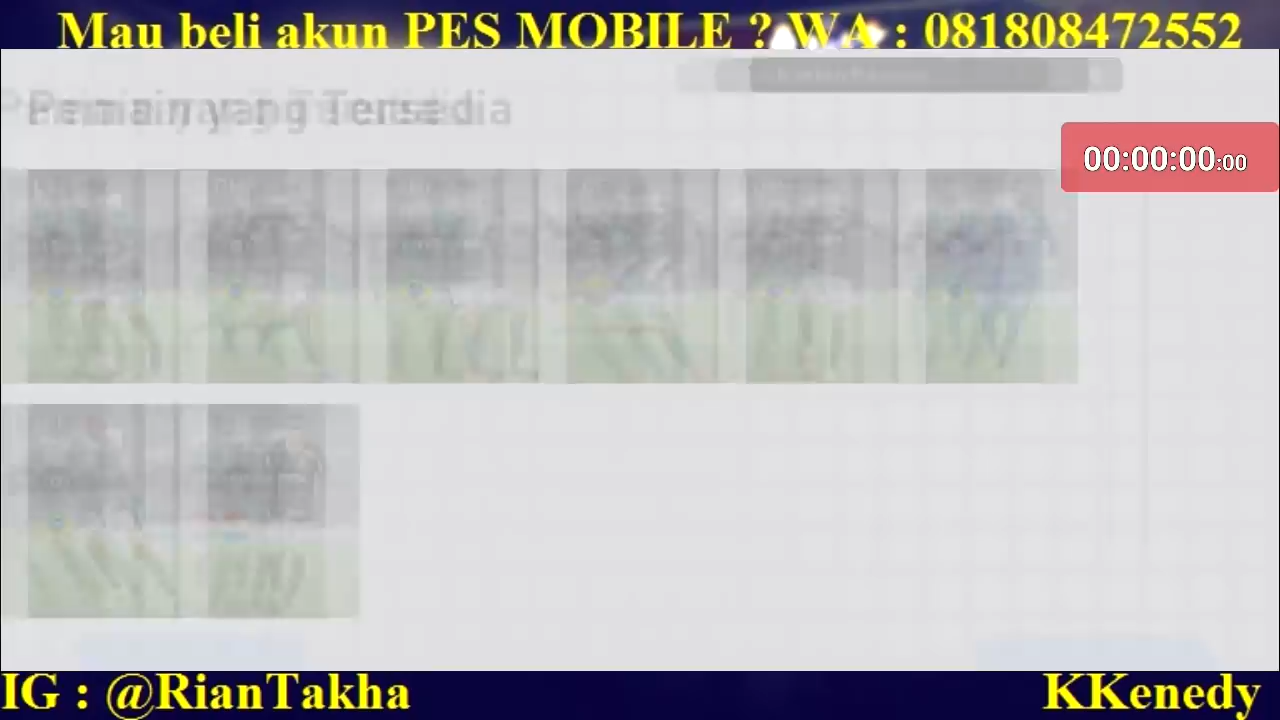 Mau beli akun PES MOBILE ? WA : 081808472552
Pemain yang Tersedia
00:00:00:00
IG : @RianTakha
KKenedy